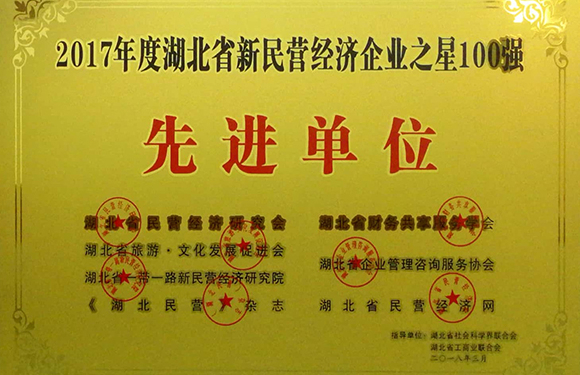 2017年度湖北省新民营经济企业之星100强
先进单位
湖北省民营经济研究会
湖北省财务共享服务学会
湖北省旅游·文化发展促进会
湖北省企业管理咨询服务协会
湖北省一带一路新民营经济研究院
《湖北民营》杂志
湖北省民营经济网
指导单位：湖北省社会科学界联合会
湖北省工商业联合会
二〇一八年三月